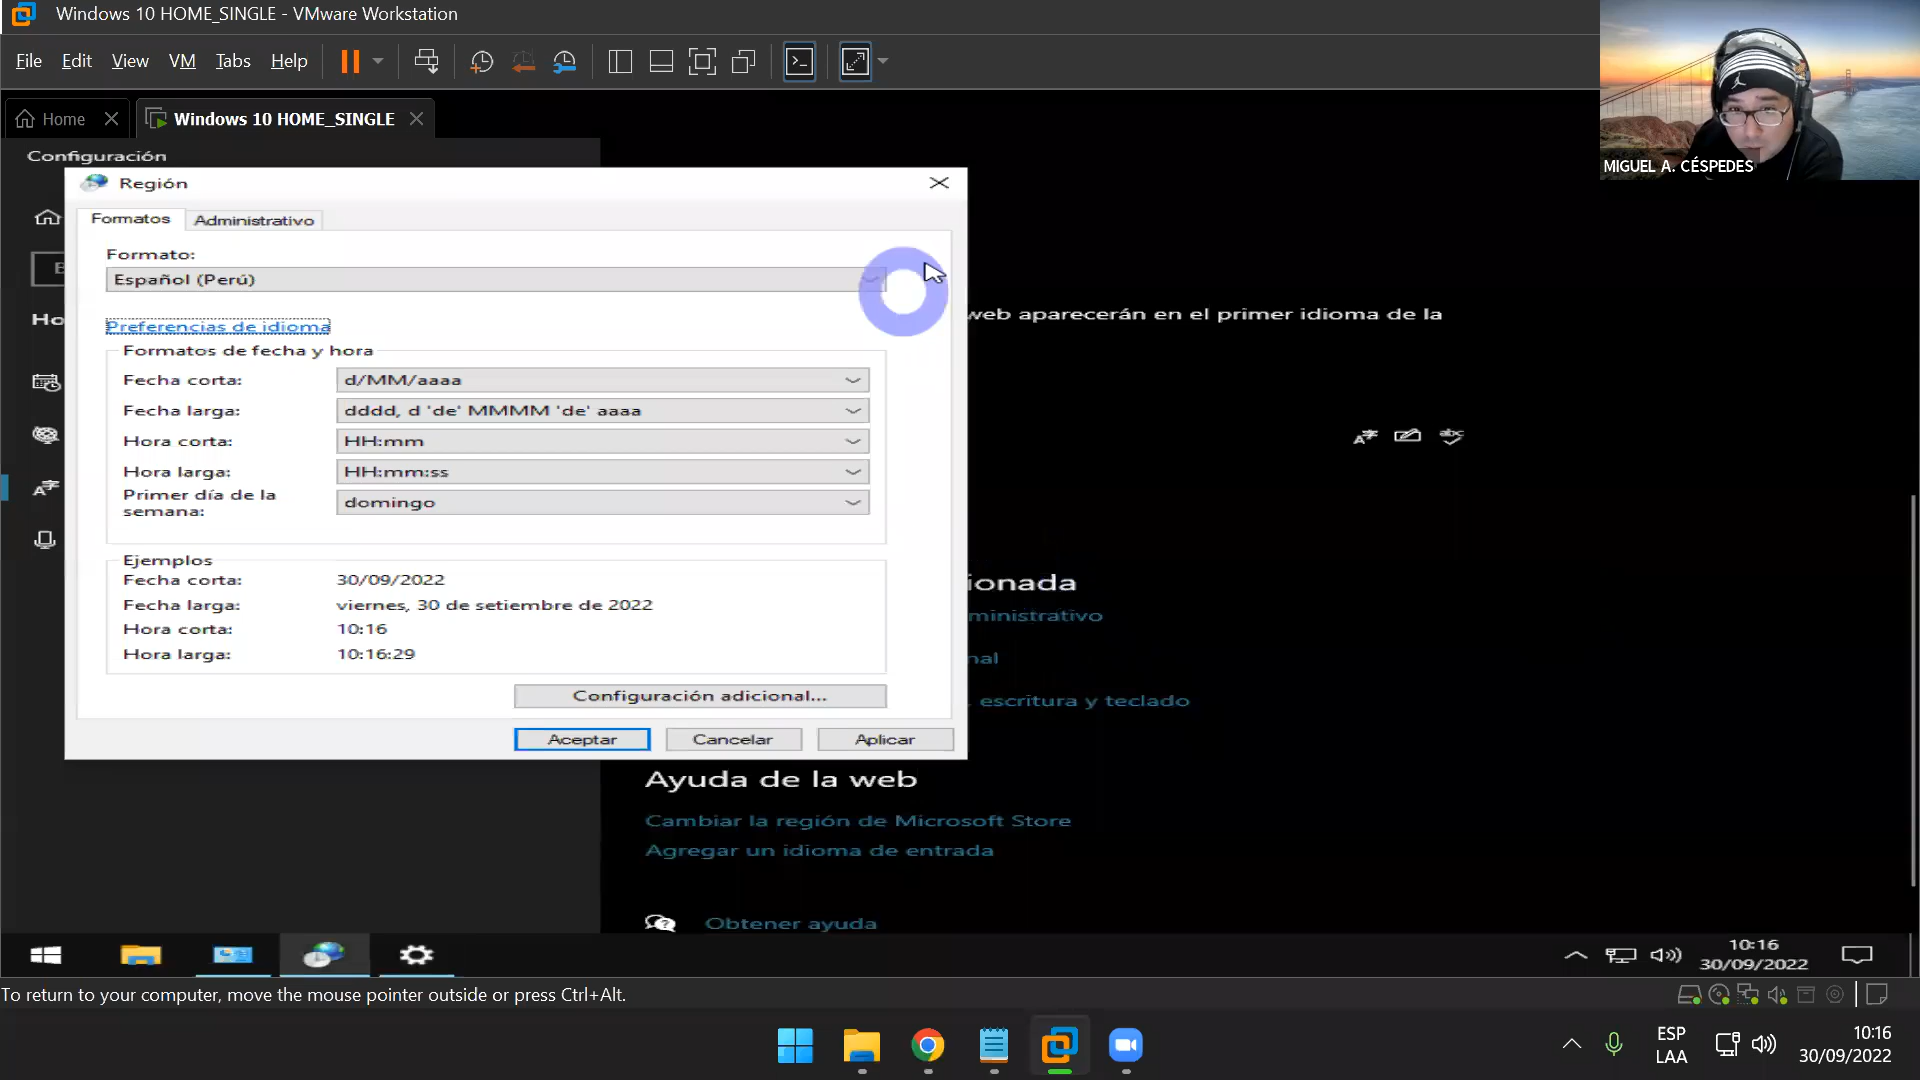 Windows 10 HOME_SINGLE - VMware Workstation
File Edit View VM Tabs Help
Home
Windows 10 HOME_SINGLE
MIGUEL A. CÉSPEDES
Configuración
Región
Formatos Administrativo
Formato:
Español (Perú)
web aparecerán en el primer idioma de la
Preferencias de idioma
Formatos de fecha y hora
Fecha corta: d/MM/aaaa
Fecha larga: dddd, d 'de' MMMM 'de' aaaa
Hora corta: HH:mm
Hora larga: HH:mm:ss
Primer día de la
semana:
domingo
Ejemplos
Fecha corta: 30/09/2022
Fecha larga: viernes, 30 de setiembre de 2022
Hora corta: 10:16
Hora larga: 10:16:29
Configuración adicional...
Aceptar Cancelar Aplicar
Ho
ionada
ministrativo
nal
escritura y teclado
Ayuda de la web
Cambiar la región de Microsoft Store
Agregar un idioma de entrada
Obtener ayuda
10:16
30/09/2022
To return to your computer, move the mouse pointer outside or press Ctrl+Alt.
ESP
LAA
10:16
30/09/2022